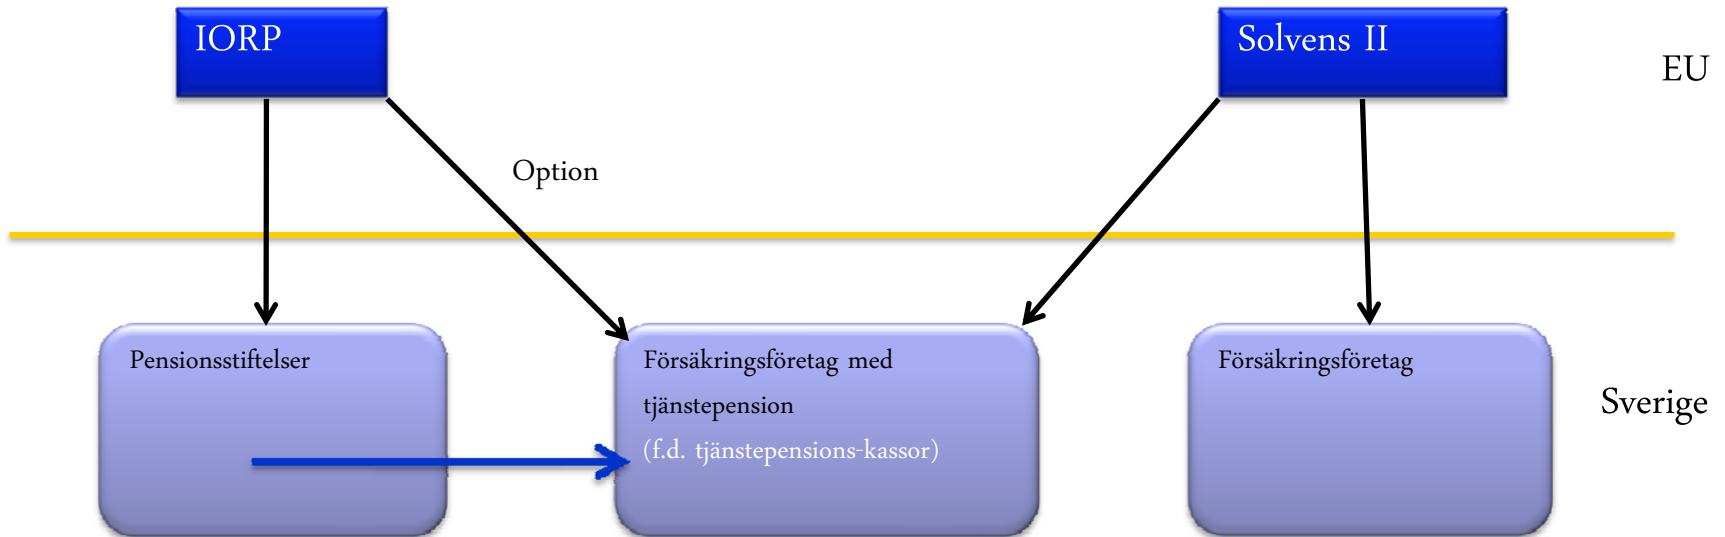 IORP
Solvens II
EU
Option
Pensionsstiftelser
Försäkringsföretag med
tjänstepension
(f.d. tjänstepensions-kassor)
Försäkringsföretag
Sverige